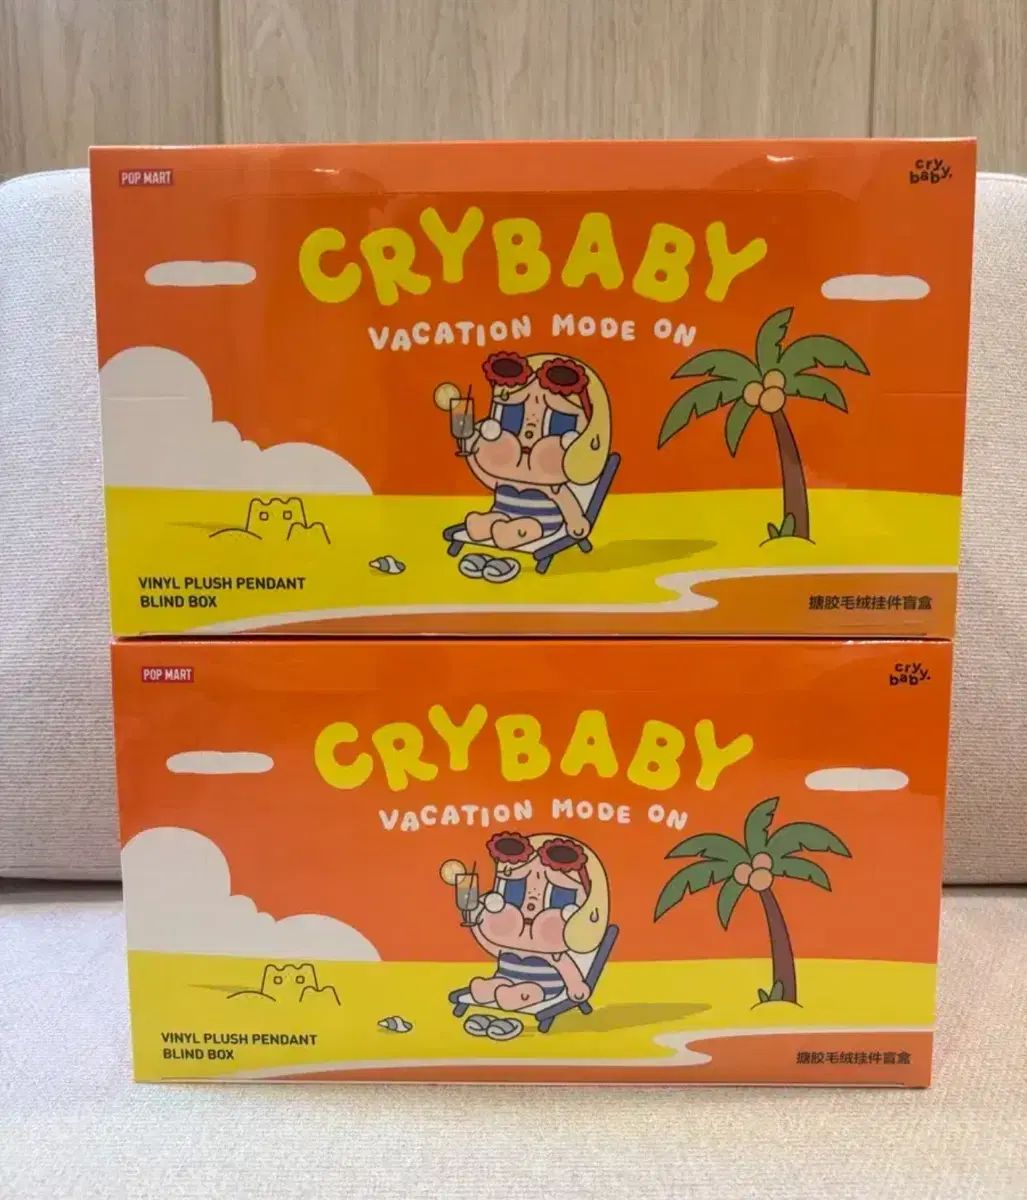 POP MART
cry
baby.
CRYBABY
VACATION MODE ON
VINYL PLUSH PENDANT
BLIND BOX
搪胶毛绒挂件盲盒
POP MART
cry
baby.
CRYBABY
VACATION MODE ON
VINYL PLUSH PENDANT
BLIND BOX
搪胶毛绒挂件盲盒